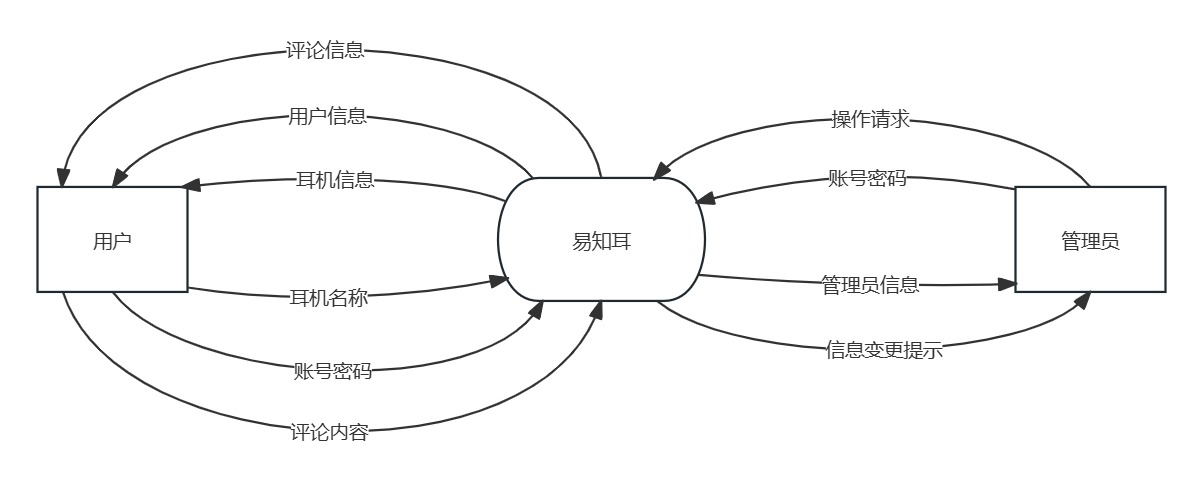 评论信息
用户信息
操作请求
耳机信息
账号密码
用户
易知耳
管理员
管理员信息
耳机名称
信息变更提示
账号密码
评论内容